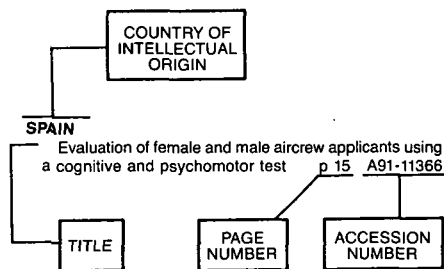 COUNTRY OF
INTELLECTUAL
ORIGIN
SPAIN
Evaluation of female and male aircrew applicants using
a cognitive and psychomotor test p 15 A91-11366
TITLE
PAGE
NUMBER
ACCESSION
NUMBER